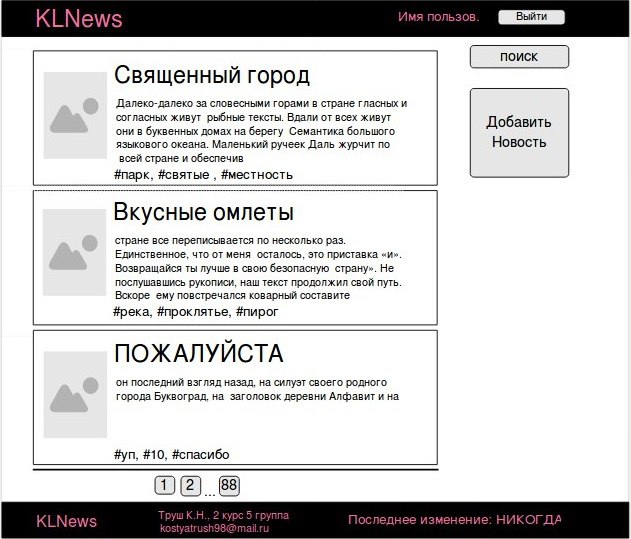 KLNews
Имя пользов.
Выйти
поиск
Добавить
Новость
Священный город
Далеко-далеко за словесными горами в стране гласных и
согласных живут рыбные тексты. Вдали от всех живут
они в буквенных домах на берегу Семантика большого
языкового океана. Маленький ручеек Даль журчит по
всей стране и обеспечив
#парк, #святые , #местность
Вкусные омлеты
стране все переписывается по несколько раз.
Единственное, что от меня осталось, это приставка «и».
Возвращайся ты лучше в свою безопасную страну». Не
послушавшись рукописи, наш текст продолжил свой путь.
Вскоре ему повстречался коварный составите
#река, #проклятье, #пирог
ПОЖАЛУЙСТА
он последний взгляд назад, на силуэт своего родного
города Буквоград, на заголовок деревни Алфавит и на
#уп, #10, #спасибо
1 2 ... 88
KLNews
Труш К.Н., 2 курс 5 группа
kostyatrush98@mail.ru
Последнее изменение: НИКОГДА